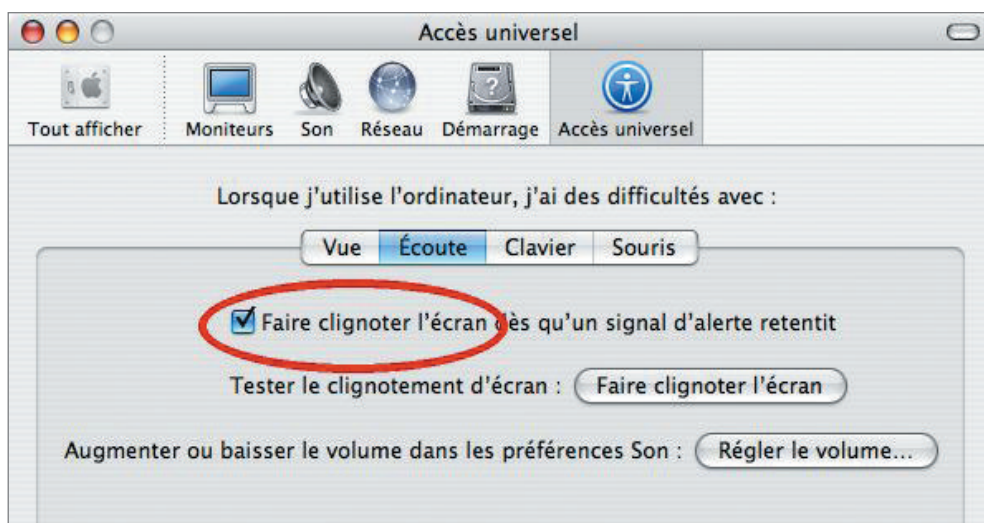 Accès universel
Tout afficher Moniteurs Son Réseau Démarrage Accès universel
Lorsque j'utilise l'ordinateur, j'ai des difficultés avec :
Vue Écoute Clavier Souris
Faire clignoter l'écran dès qu'un signal d'alerte retentit
Tester le clignotement d'écran : Faire clignoter l'écran
Augmenter ou baisser le volume dans les préférences Son : Régler le volume...